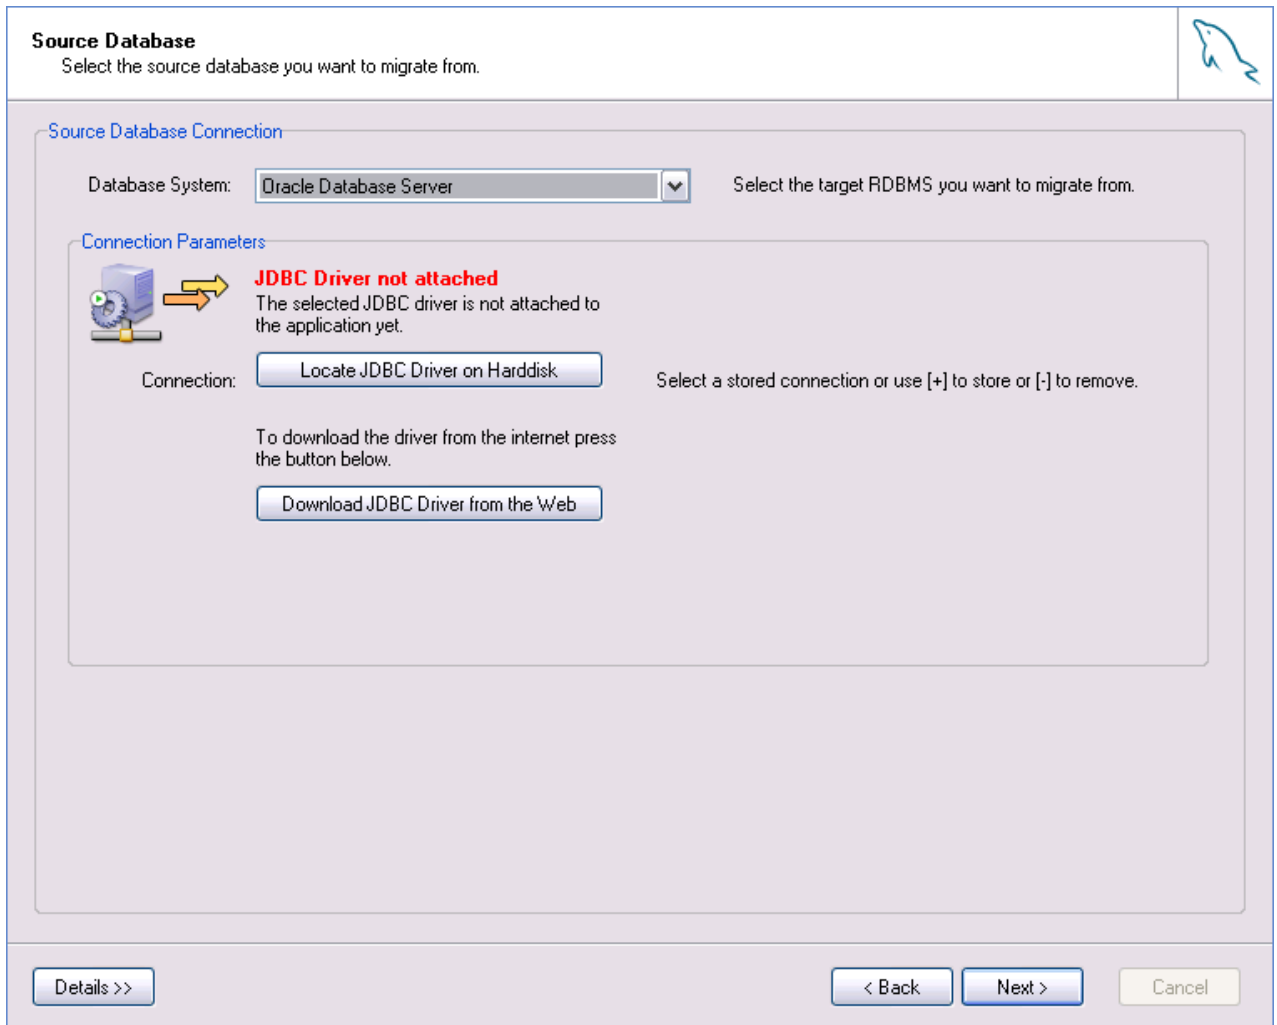 Source Database
Select the source database you want to migrate from.
Source Database Connection
Database System:
Oracle Database Server
Select the target RDBMS you want to migrate from.
Connection Parameters
JDBC Driver not attached
The selected JDBC driver is not attached to
the application yet.
Connection:
Locate JDBC Driver on Harddisk
Select a stored connection or use [+] to store or [-] to remove.
To download the driver from the internet press
the button below.
Download JDBC Driver from the Web
Details >>
< Back
Next >
Cancel